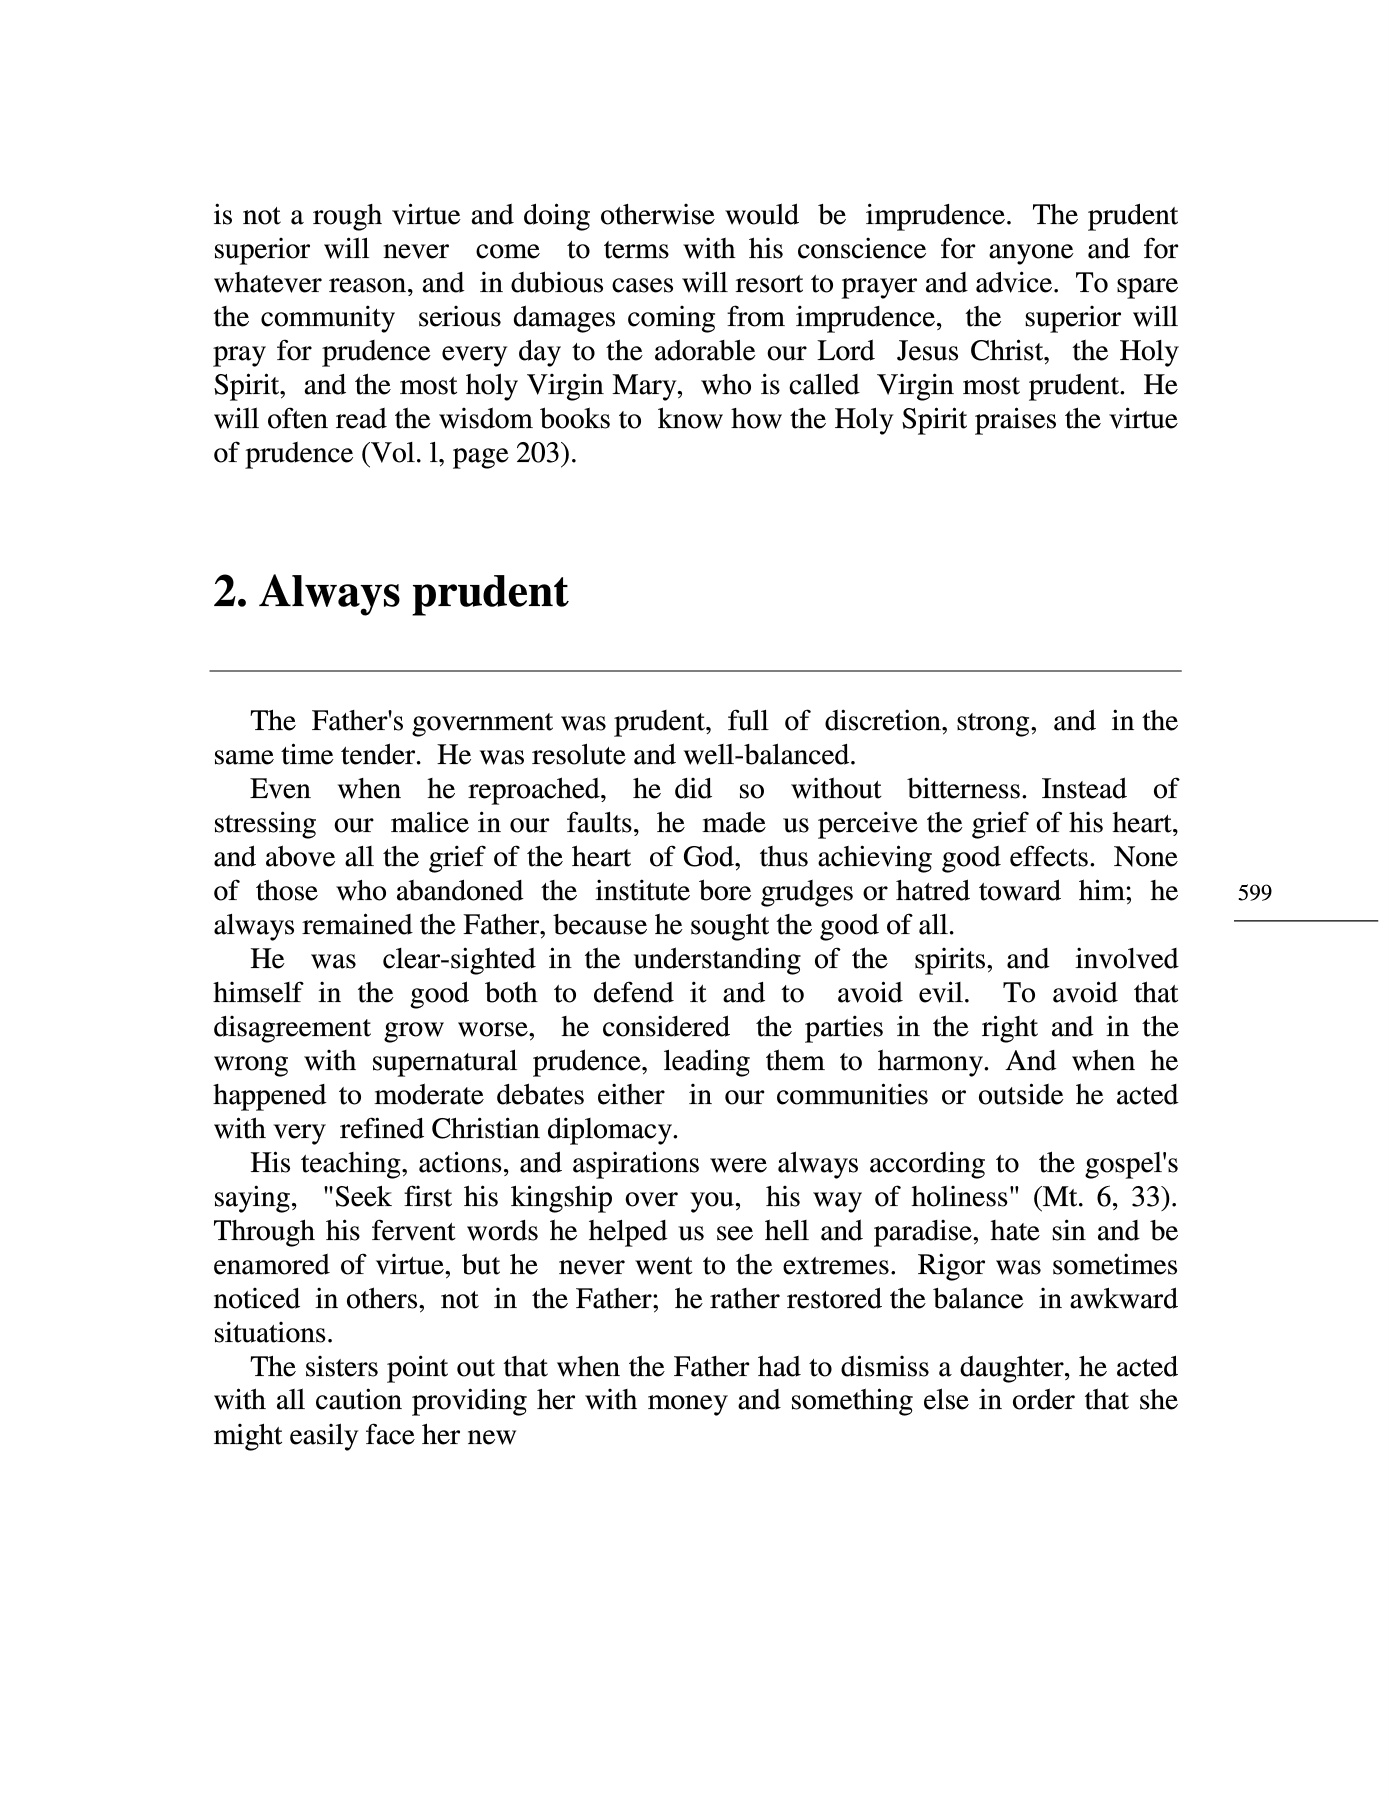 is not a rough virtue and doing otherwise would be imprudence. The prudent
superior will never come to terms with his conscience for anyone and for
whatever reason, and in dubious cases will resort to prayer and advice. To spare
the community serious damages coming from imprudence, the superior will
pray for prudence every day to the adorable our Lord Jesus Christ, the Holy
Spirit, and the most holy Virgin Mary, who is called Virgin most prudent. He
will often read the wisdom books to know how the Holy Spirit praises the virtue
of prudence (Vol. l, page 203).
2. Always prudent
The Father's government was prudent, full of discretion, strong, and in the
same time tender. He was resolute and well-balanced.
Even when he reproached, he did so without bitterness. Instead of
stressing our malice in our faults, he made us perceive the grief of his heart,
and above all the grief of the heart of God, thus achieving good effects. None
of those who abandoned the institute bore grudges or hatred toward him; he
always remained the Father, because he sought the good of all.
599
He was clear-sighted in the understanding of the spirits, and involved
himself in the good both to defend it and to avoid evil. To avoid that
disagreement grow worse, he considered the parties in the right and in the
wrong with supernatural prudence, leading them to harmony. And when he
happened to moderate debates either in our communities or outside he acted
with very refined Christian diplomacy.
His teaching, actions, and aspirations were always according to the gospel's
saying, "Seek first his kingship over you, his way of holiness" (Mt. 6, 33).
Through his fervent words he helped us see hell and paradise, hate sin and be
enamored of virtue, but he never went to the extremes. Rigor was sometimes
noticed in others, not in the Father; he rather restored the balance in awkward
situations.
The sisters point out that when the Father had to dismiss a daughter, he acted
with all caution providing her with money and something else in order that she
might easily face her new